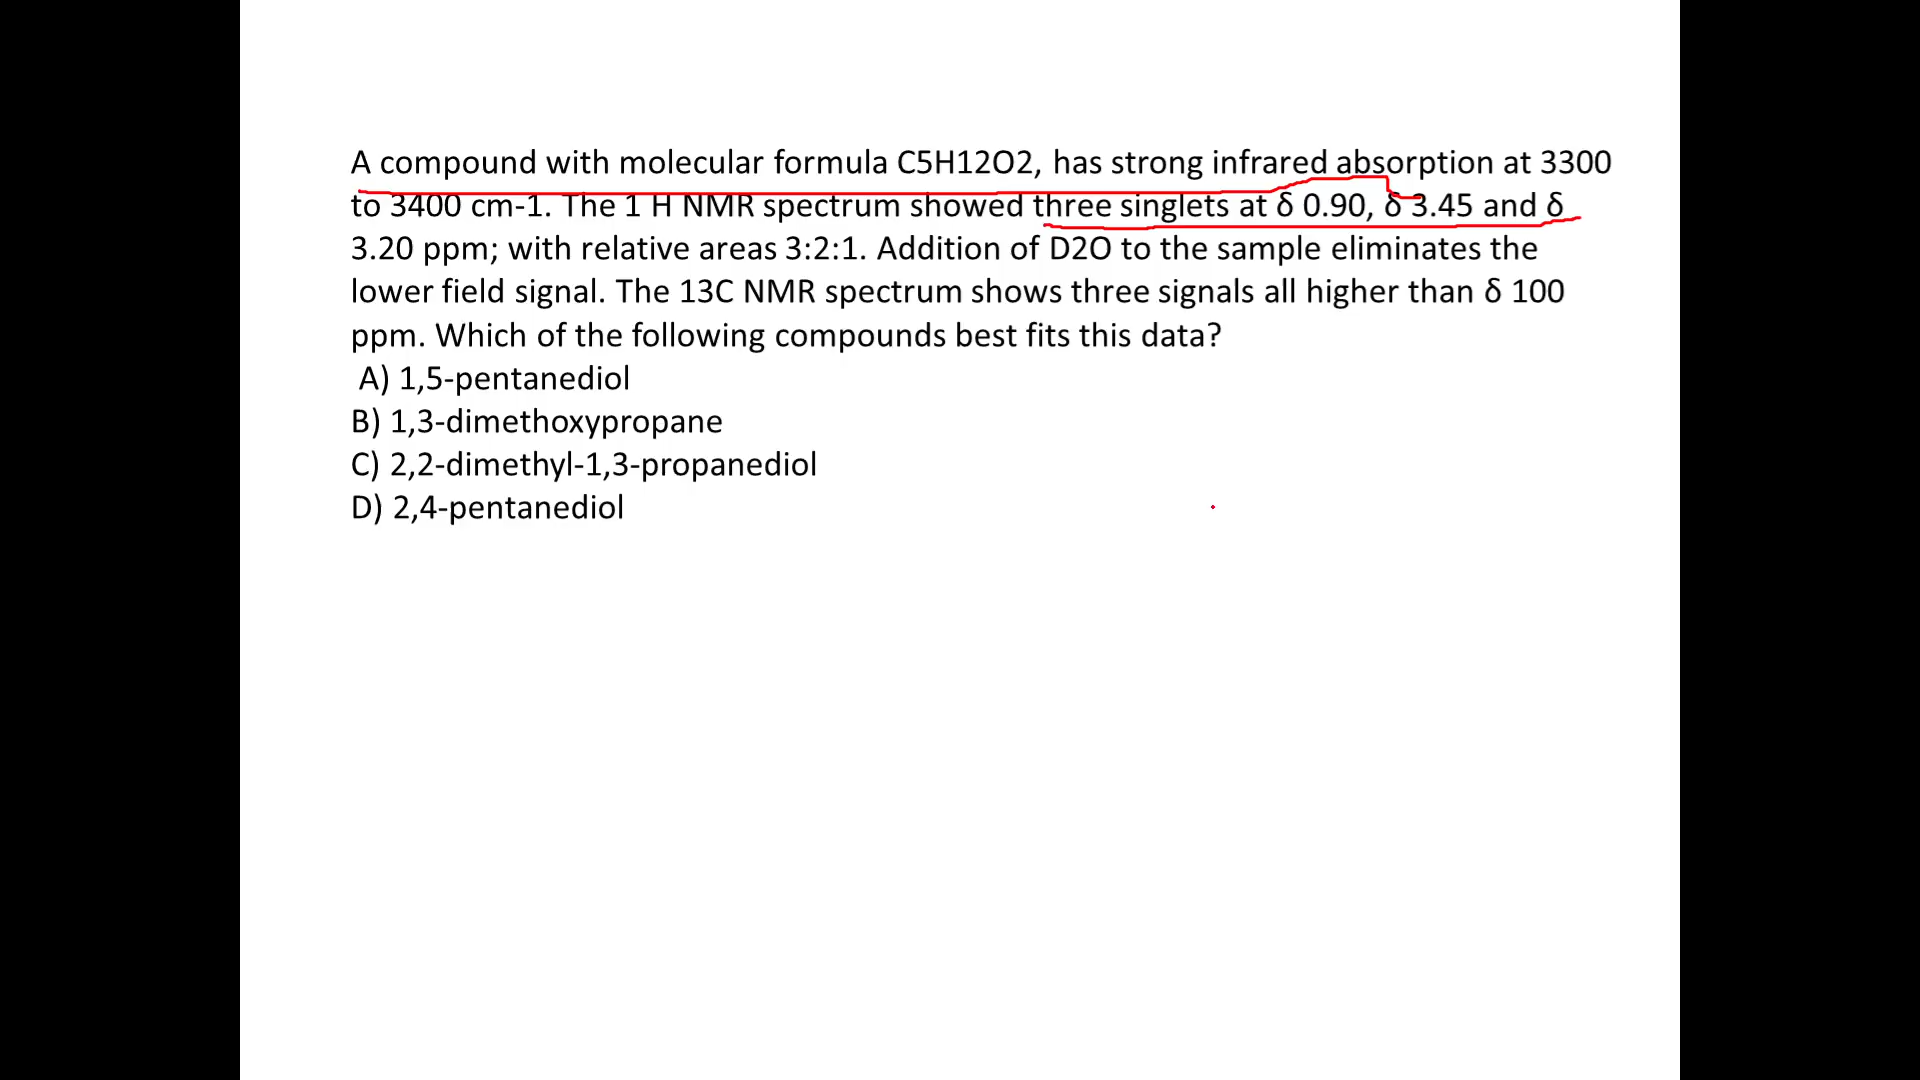 A compound with molecular formula C5H12O2, has strong infrared absorption at 3300
to 3400 cm-1. The 1 H NMR spectrum showed three singlets at δ 0.90, δ 3.45 and δ
3.20 ppm; with relative areas 3:2:1. Addition of D2O to the sample eliminates the
lower field signal. The 13C NMR spectrum shows three signals all higher than δ 100
ppm. Which of the following compounds best fits this data?
A) 1,5-pentanediol
B) 1,3-dimethoxypropane
C) 2,2-dimethyl-1,3-propanediol
D) 2,4-pentanediol